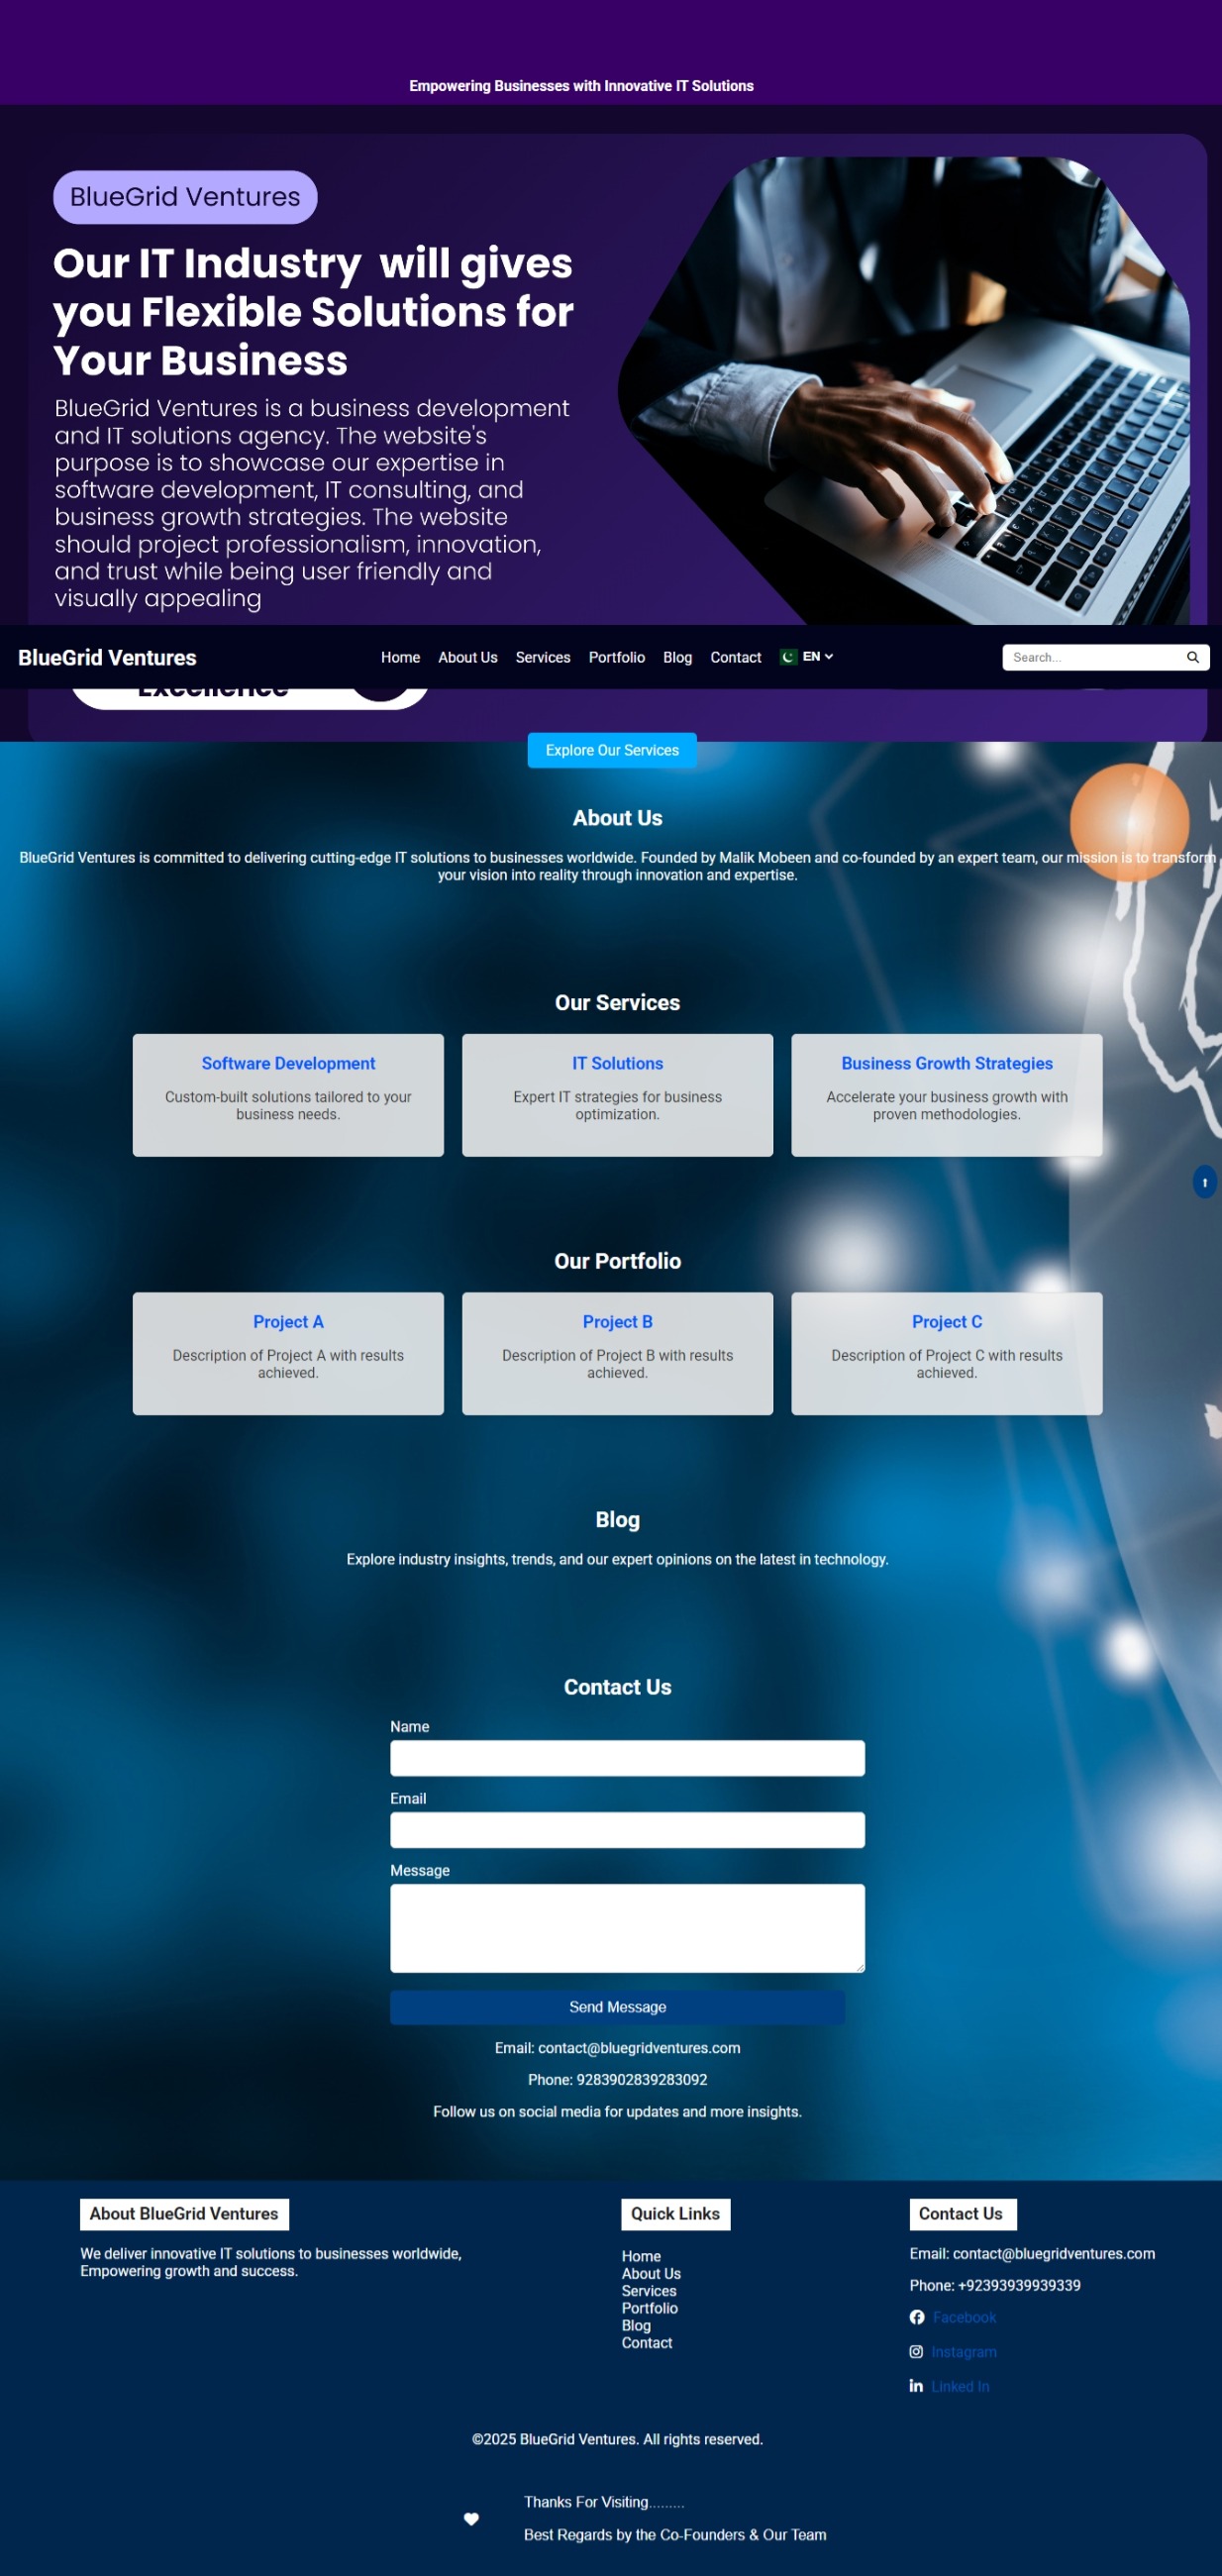 Empowering Businesses with Innovative IT Solutions
BlueGrid Ventures
Our IT Industry will gives
you Flexible Solutions for
Your Business
BlueGrid Ventures is a business development
and IT solutions agency. The website's
purpose is to showcase our expertise in
software development, IT consulting, and
business growth strategies. The website
should project professionalism, innovation,
and trust while being user friendly and
visually appealing
BlueGrid Ventures
Home About Us Services Portfolio Blog Contact EN
Search...
Excellence
Explore Our Services
About Us
BlueGrid Ventures is committed to delivering cutting-edge IT solutions to businesses worldwide. Founded by Malik Mobeen and co-founded by an expert team, our mission is to transform
your vision into reality through innovation and expertise.
Our Services
Software Development
Custom-built solutions tailored to your
business needs.
IT Solutions
Expert IT strategies for business
optimization.
Business Growth Strategies
Accelerate your business growth with
proven methodologies.
Our Portfolio
Project A
Description of Project A with results
achieved.
Project B
Description of Project B with results
achieved.
Project C
Description of Project C with results
achieved.
Blog
Explore industry insights, trends, and our expert opinions on the latest in technology.
Contact Us
Name
Email
Message
Send Message
Email: contact@bluegridventures.com
Phone: 9283902839283092
Follow us on social media for updates and more insights.
About BlueGrid Ventures
We deliver innovative IT solutions to businesses worldwide,
Empowering growth and success.
Quick Links
Home
About Us
Services
Portfolio
Blog
Contact
Contact Us
Email: contact@bluegridventures.com
Phone: +92393939939339
Facebook
Instagram
Linked In
©2025 BlueGrid Ventures. All rights reserved.
Thanks For Visiting.........
Best Regards by the Co-Founders & Our Team